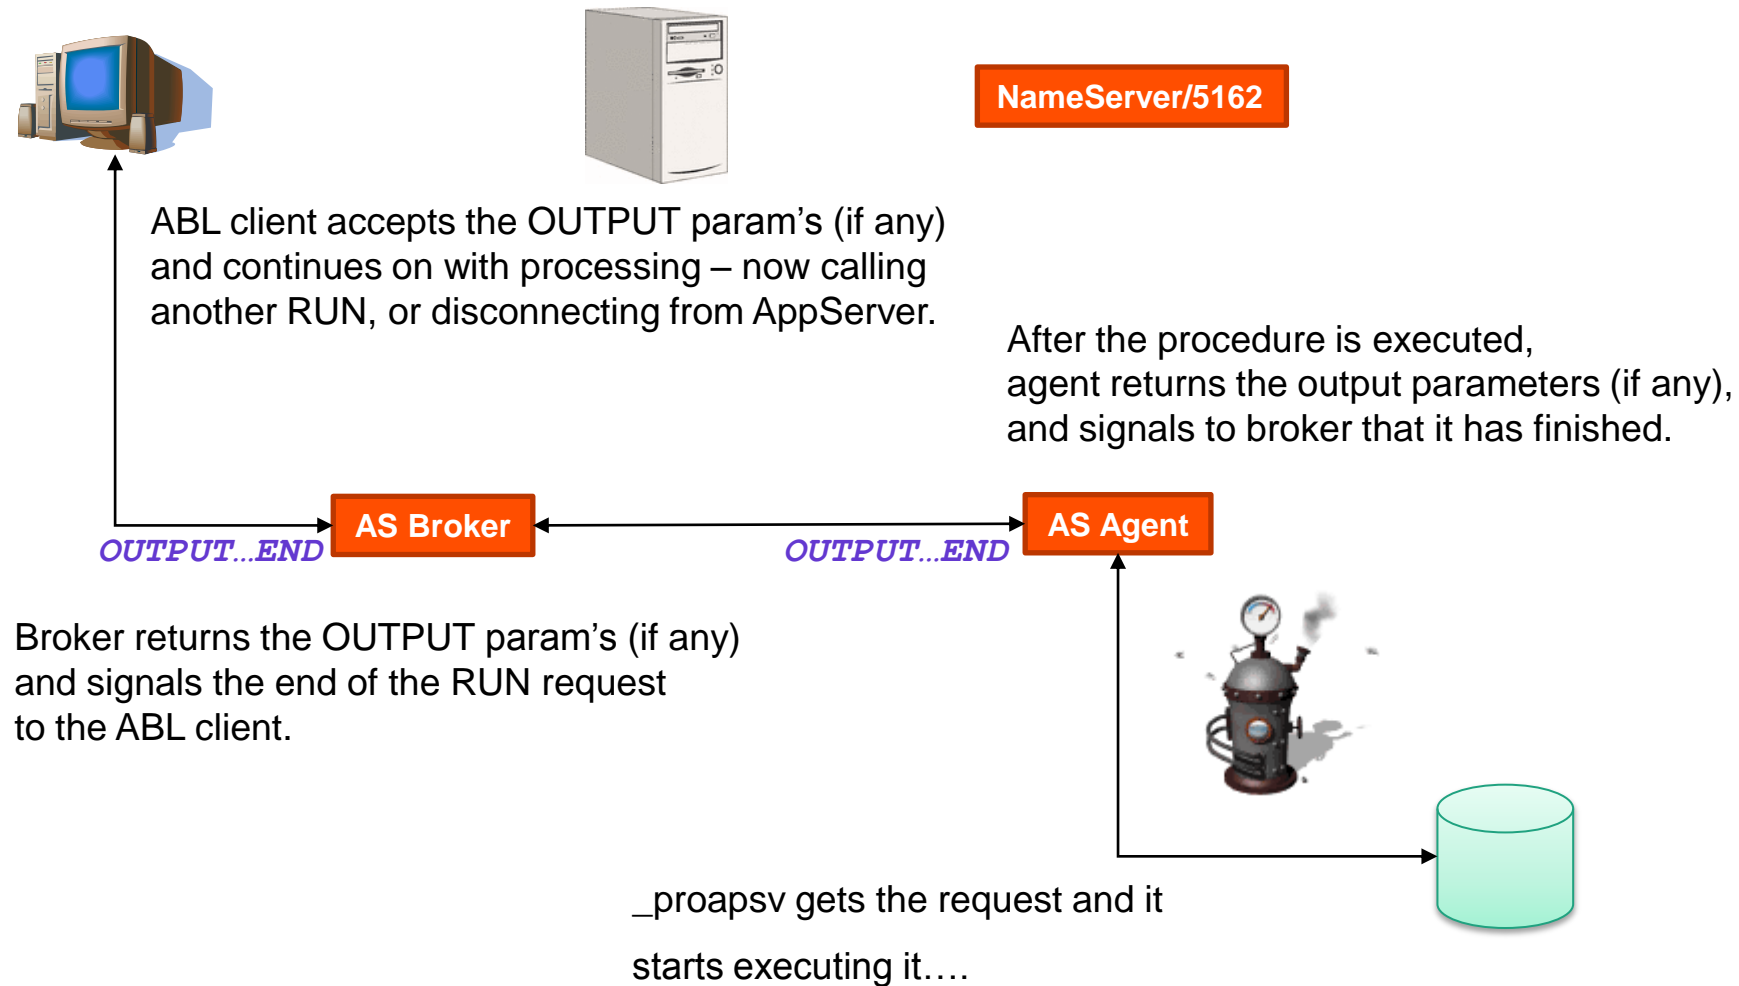 NameServer/5162
ABL client accepts the OUTPUT param’s (if any)
and continues on with processing – now calling
another RUN, or disconnecting from AppServer.
After the procedure is executed,
agent returns the output parameters (if any),
and signals to broker that it has finished.
AS Broker
AS Agent
OUTPUT…END
OUTPUT…END
Broker returns the OUTPUT param’s (if any)
and signals the end of the RUN request
to the ABL client.
_proapsv gets the request and it
starts executing it….